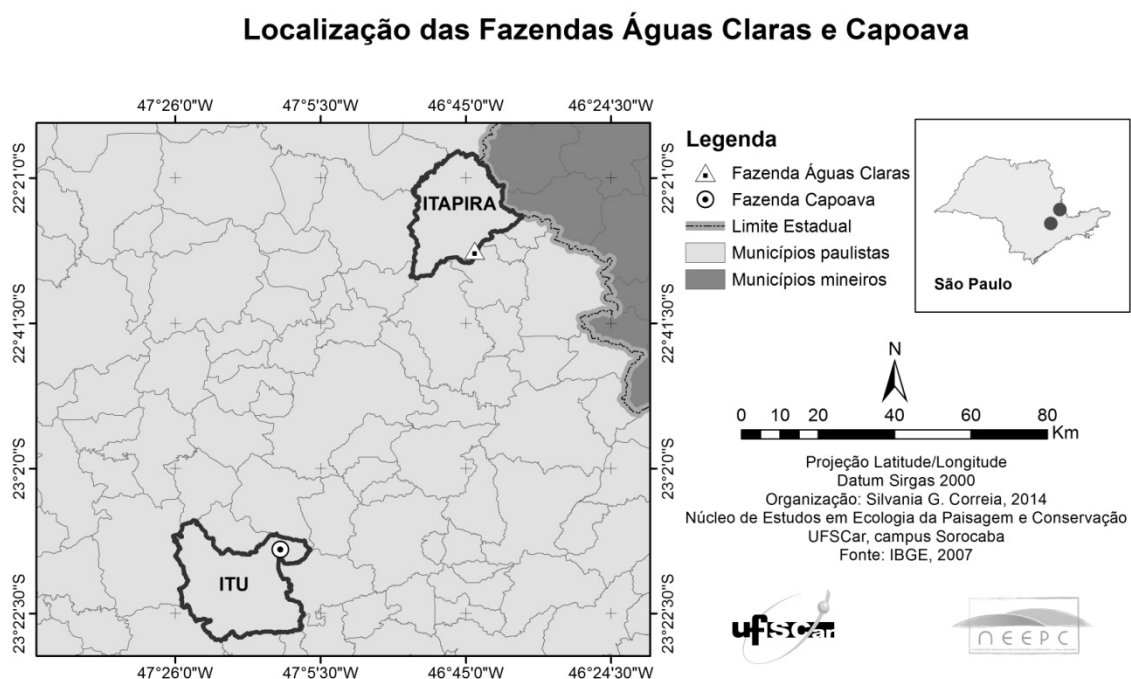 Localização das Fazendas Águas Claras e Capoava
47°26'0"W 47°5'30"W 46°45'0"W 46°24'30"W
22°21'0"S
22°41'30"S
23°2'0"S
23°22'30"S
ITAPIRA
ITU
22°21'0"S
22°41'30"S
23°2'0"S
23°22'30"S
47°26'0"W 47°5'30"W 46°45'0"W 46°24'30"W
Legenda
Fazenda Águas Claras
Fazenda Capoava
Limite Estadual
Municípios paulistas
Municípios mineiros
São Paulo
N
0 10 20 40 60 80
Km
Projeção Latitude/Longitude
Datum Sirgas 2000
Organização: Silvania G. Correia, 2014
Núcleo de Estudos em Ecologia da Paisagem e Conservação
UFSCar, campus Sorocaba
Fonte: IBGE, 2007
ufscar
NEEPC